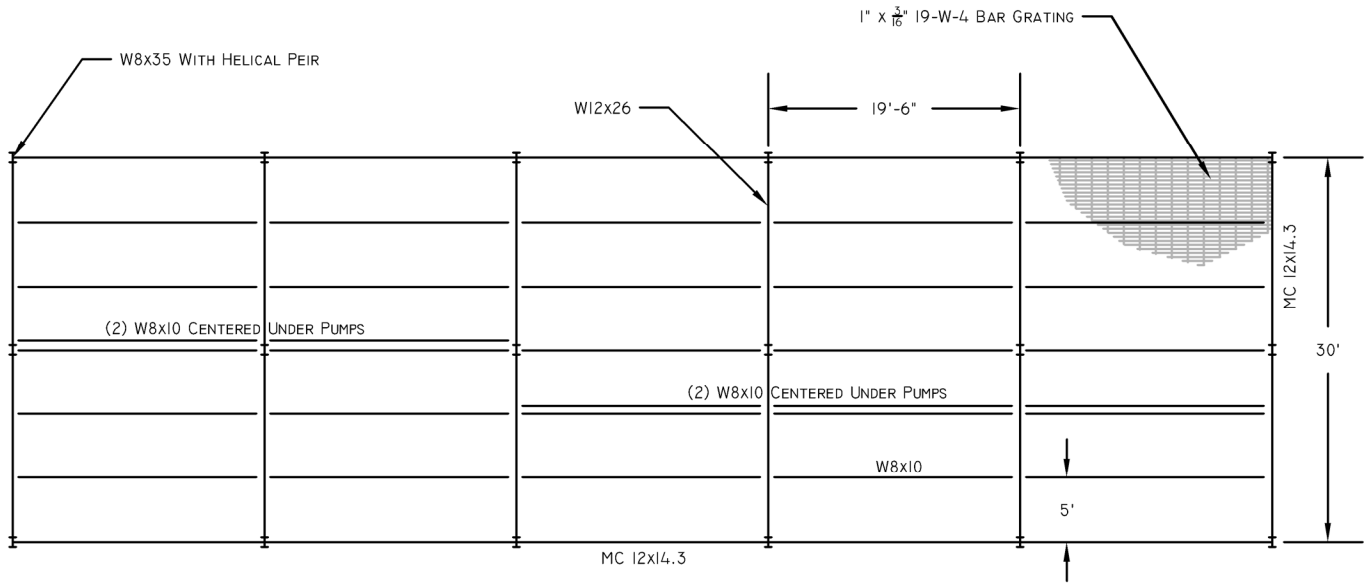 1" x 3/16" 19-W-4 BAR GRATING
W8x35 WITH HELICAL PEIR
W12x26
19'-6"
MC 12x14.3
(2) W8x10 CENTERED UNDER PUMPS
30'
(2) W8x10 CENTERED UNDER PUMPS
W8x10
5'
MC 12x14.3